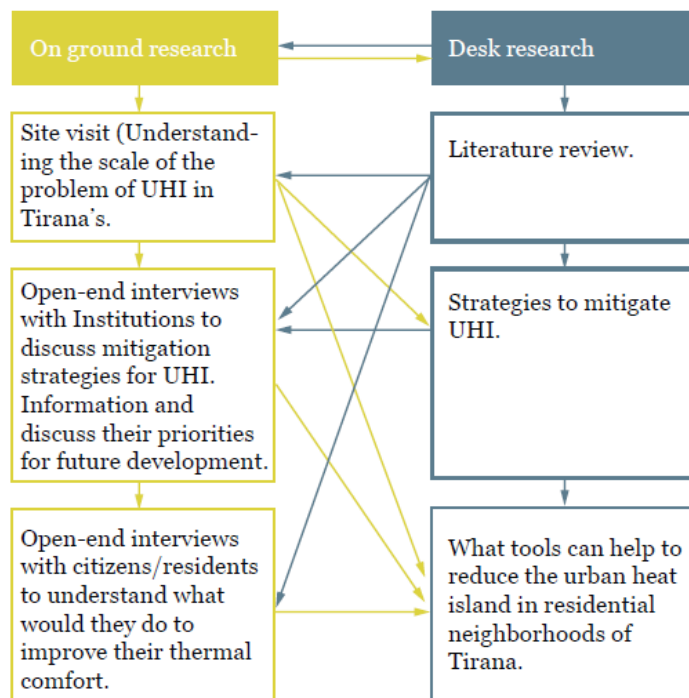 On ground research
Desk research
Site visit (Understand-
ing the scale of the
problem of UHI in
Tirana’s.
Literature review.
Open-end interviews
with Institutions to
discuss mitigation
strategies for UHI.
Information and
discuss their priorities
for future development.
Strategies to mitigate
UHI.
Open-end interviews
with citizens/residents
to understand what
would they do to
improve their thermal
comfort.
What tools can help to
reduce the urban heat
island in residential
neighborhoods of
Tirana.